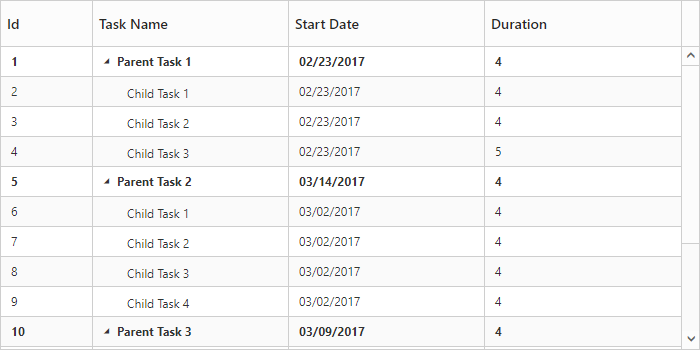 Id Task Name Start Date Duration
1 Parent Task 1 02/23/2017 4
2 Child Task 1 02/23/2017 4
3 Child Task 2 02/23/2017 4
4 Child Task 3 02/23/2017 5
5 Parent Task 2 03/14/2017 4
6 Child Task 1 03/02/2017 4
7 Child Task 2 03/02/2017 4
8 Child Task 3 03/02/2017 4
9 Child Task 4 03/02/2017 4
10 Parent Task 3 03/09/2017 4